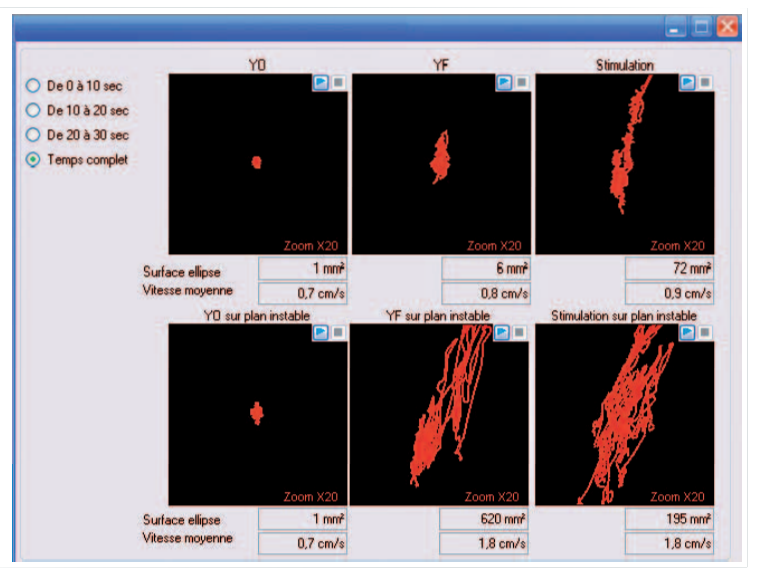 YO YF Stimulation
De 0 à 10 sec
De 10 à 20 sec
De 20 à 30 sec
Temps complet
Zoom X20 Zoom X20 Zoom X20
Surface ellipse 1 mm² 6 mm² 72 mm²
Vitesse moyenne 0,7 cm/s 0,8 cm/s 0,9 cm/s
YO sur plan instable YF sur plan instable Stimulation sur plan instable
Zoom X20 Zoom X20 Zoom X20
Surface ellipse 1 mm² 620 mm² 195 mm²
Vitesse moyenne 0,7 cm/s 1,8 cm/s 1,8 cm/s